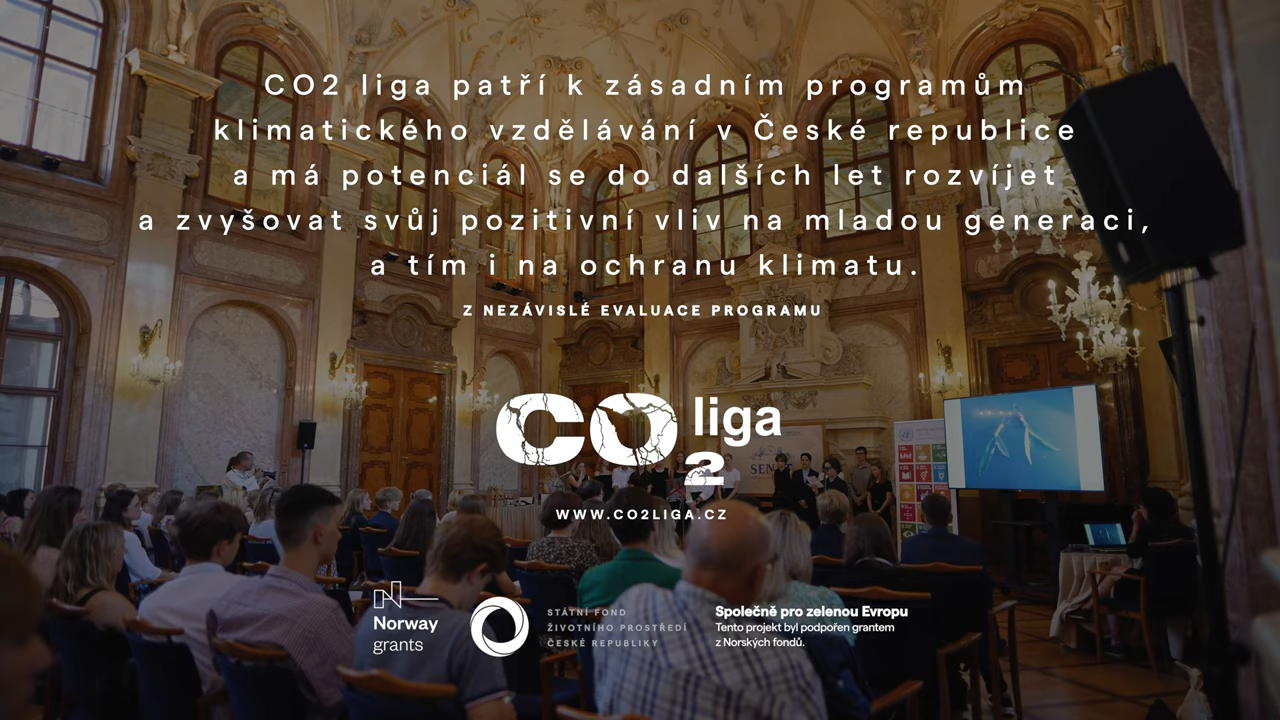 CO2 liga patří k zásadním programům
klimatického vzdělávání v České republice
a má potenciál se do dalších let rozvíjet
a zvyšovat svůj pozitivní vliv na mladou generaci,
a tím i na ochranu klimatu.
Z NEZÁVISLÉ EVALUACE PROGRAMU
CO2 liga
WWW.CO2LIGA.CZ
Norway
grants
STÁTNÍ FOND
ŽIVOTNÍHO PROSTŘEDÍ
ČESKÉ REPUBLIKY
Společně pro zelenou Evropu
Tento projekt byl podpořen grantem
z Norských fondů.